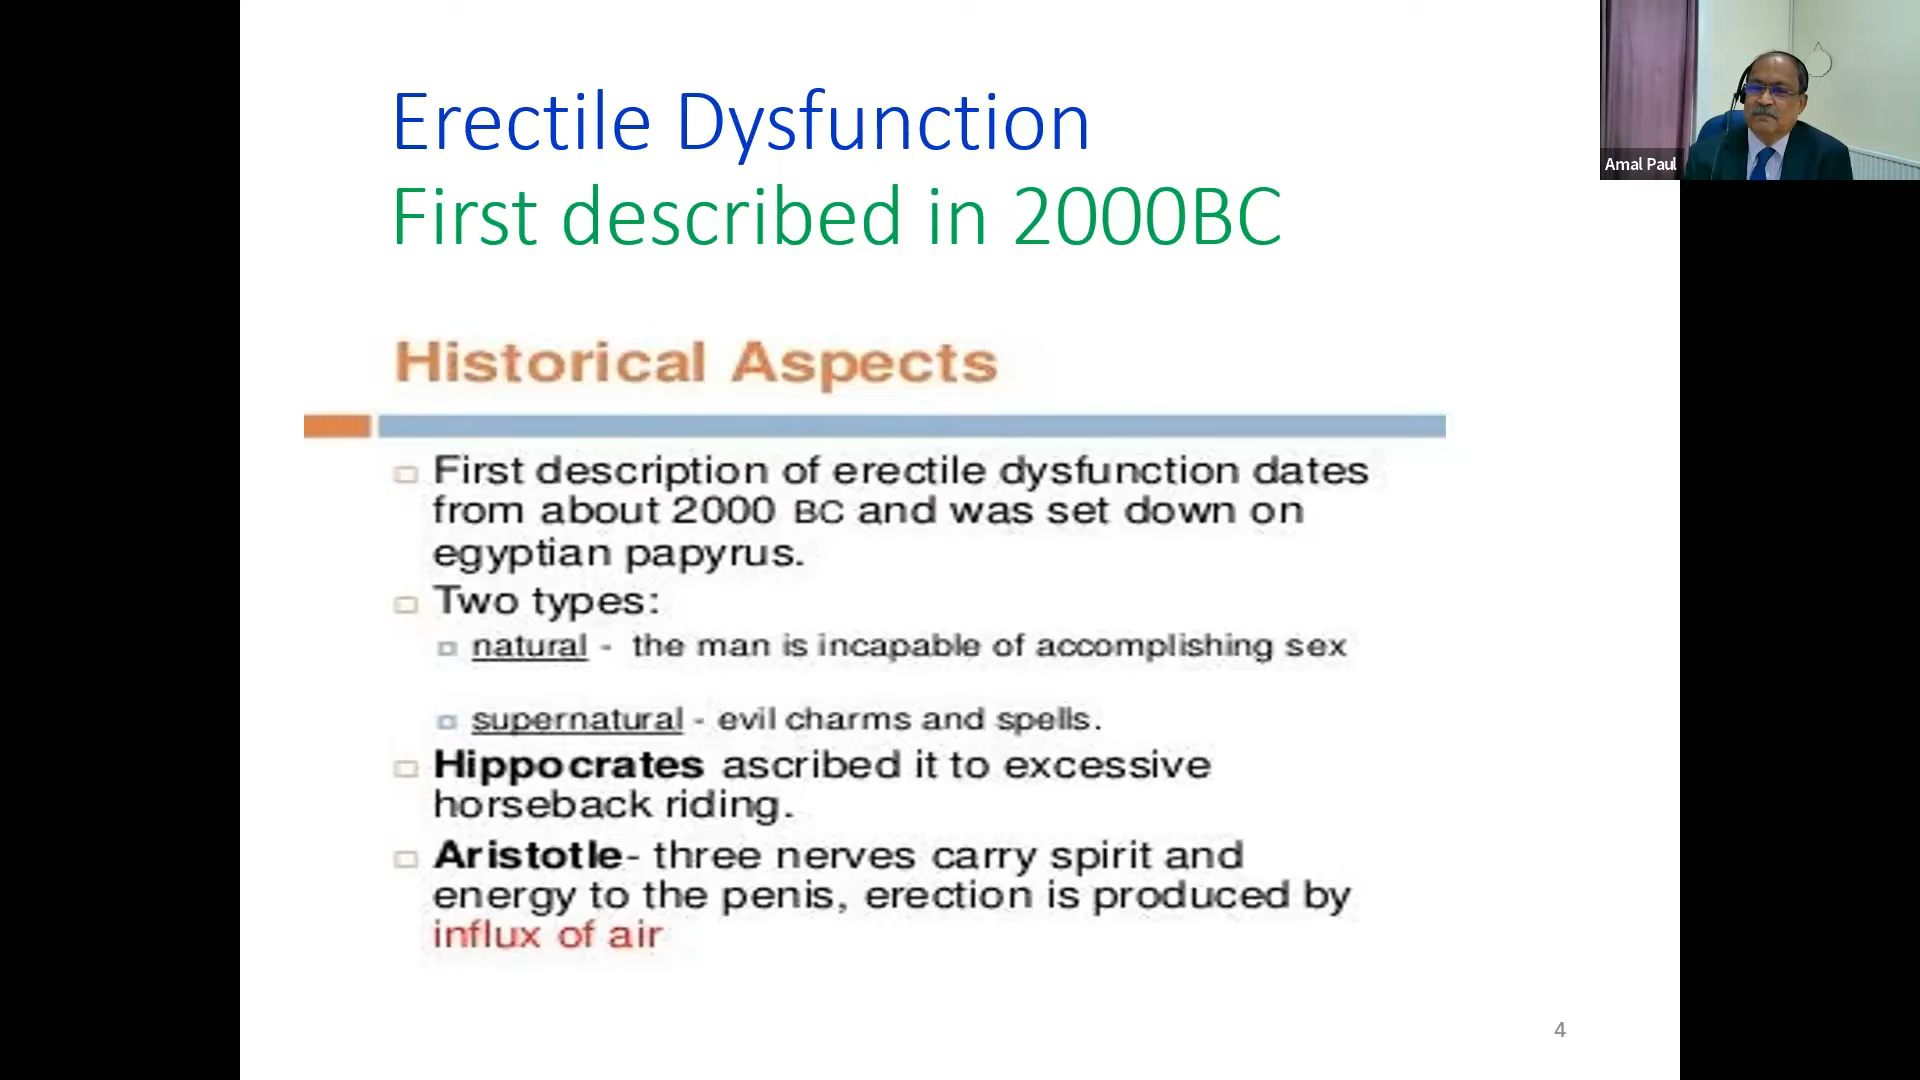 Erectile Dysfunction
First described in 2000BC
Amal Paul
Historical Aspects
First description of erectile dysfunction dates
from about 2000 BC and was set down on
egyptian papyrus.
Two types:
natural - the man is incapable of accomplishing sex
supernatural - evil charms and spells.
Hippocrates ascribed it to excessive
horseback riding.
Aristotle- three nerves carry spirit and
energy to the penis, erection is produced by
influx of air
4